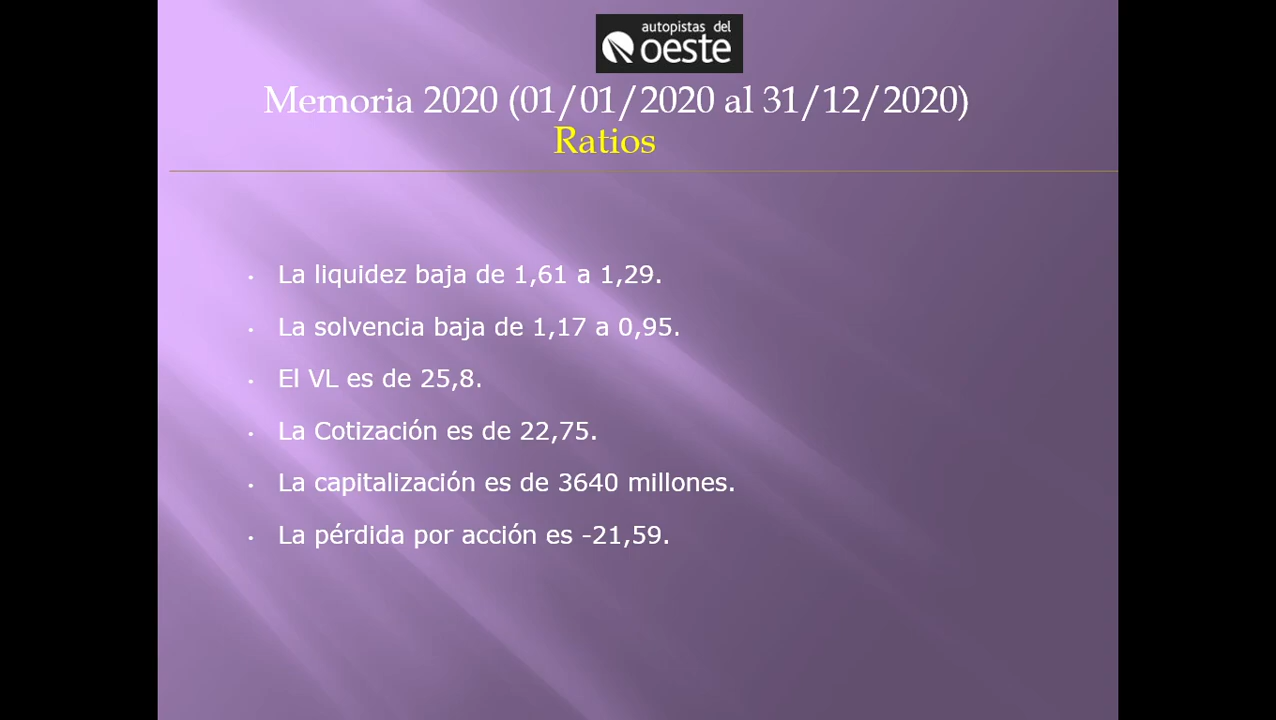 autopistas del
oeste
Memoria 2020 (01/01/2020 al 31/12/2020)
Ratios
• La liquidez baja de 1,61 a 1,29.
• La solvencia baja de 1,17 a 0,95.
• El VL es de 25,8.
• La Cotización es de 22,75.
• La capitalización es de 3640 millones.
• La pérdida por acción es -21,59.